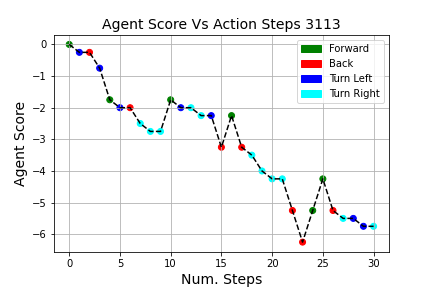 Agent Score Vs Action Steps 3113
Forward
Back
Turn Left
Turn Right
Agent Score
0
−1
−2
−3
−4
−5
−6
0 5 10 15 20 25 30
Num. Steps